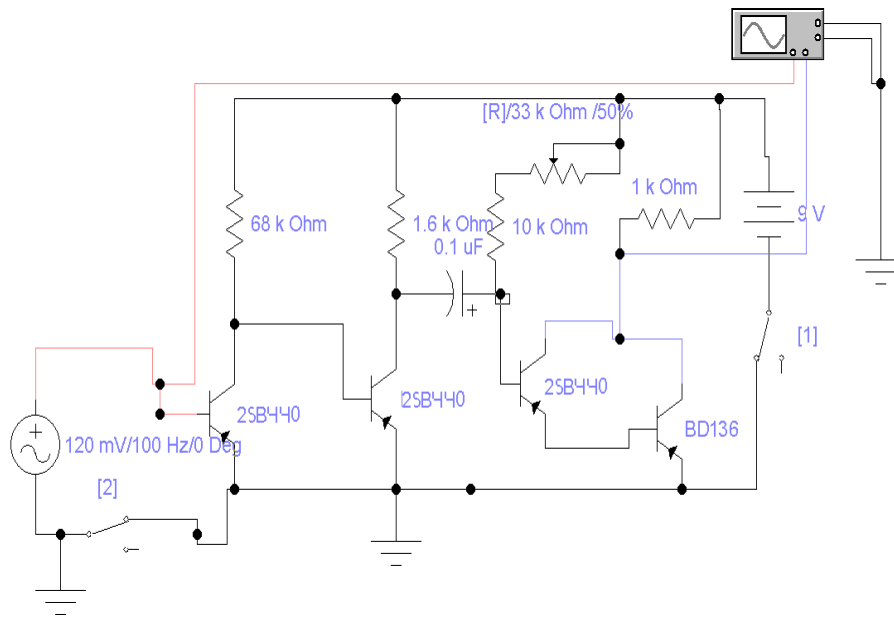 [R]/33 k Ohm /50%
1 k Ohm
68 k Ohm
1.6 k Ohm
10 k Ohm
9 V
0.1 uF
+
[1]
2SB440
2SB440
2SB440
BD136
+
120 mV/100 Hz/0 Deg
[2]